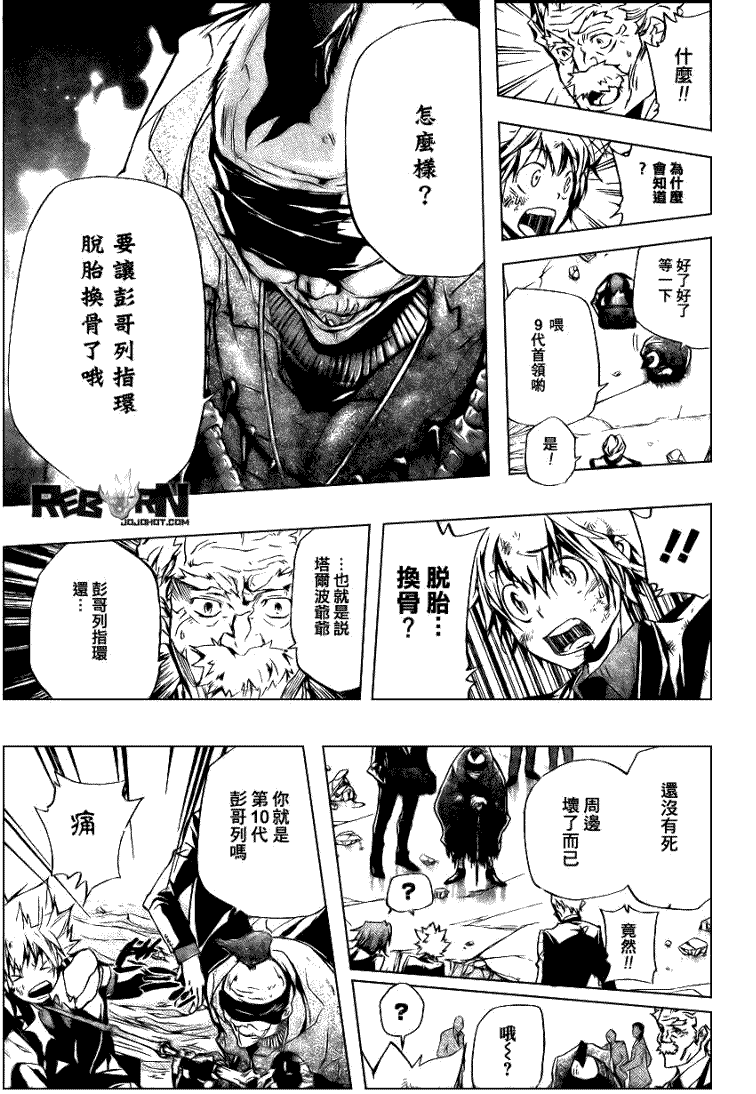 什麼!!
為什麼
會知道
?
好了好了
等一下
喂
9代首領喲
是!
怎麼樣?
要讓彭哥列指環
脫胎換骨了哦
REBORN
JOJOHOT.COM
!!
脫胎…
換骨?
…也就是說
塔爾波爺爺
彭哥列指環
還…
還沒有死
周邊
壞了而已
?
竟然!!
哦~?
?
你就是
第10代
彭哥列嗎
痛